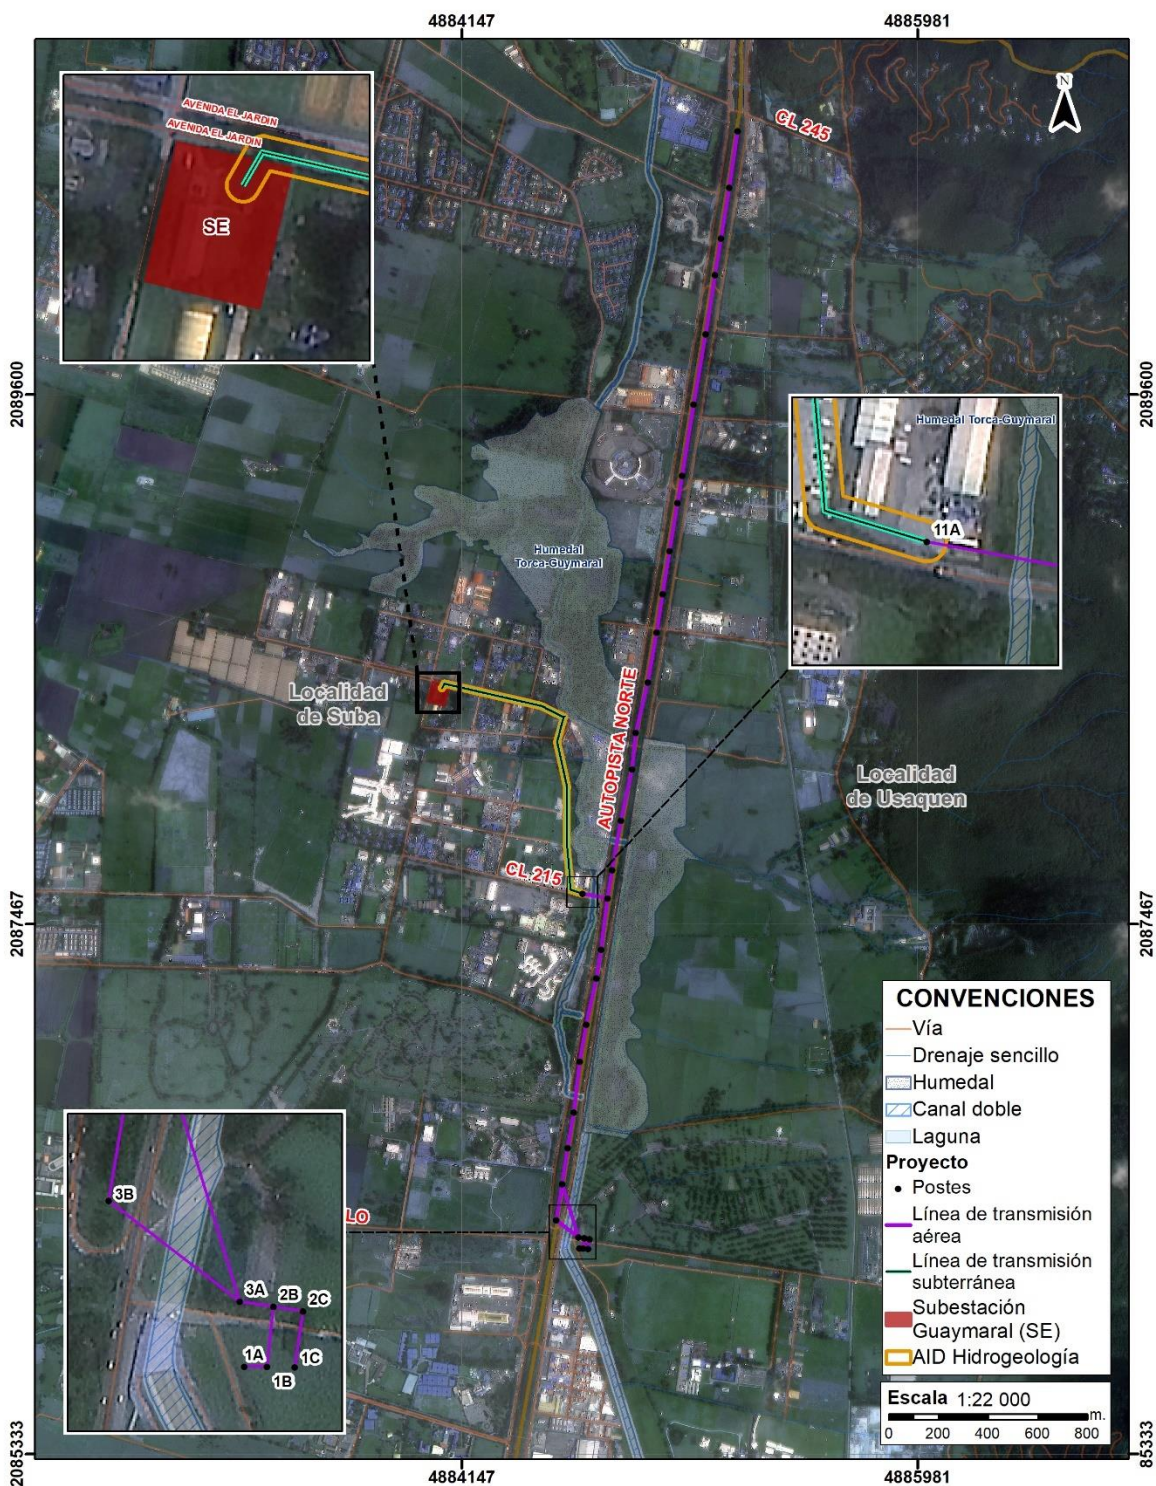 4884147
4885981
N
CL 245
AVENIDA EL JARDIN
AVENIDA EL JARDIN
SE
2089600
2089600
Humedal Torca-Guymaral
11A
Humedal
Torca-Guymaral
Localidad
de Suba
AUTOPISTA NORTE
Localidad
de Usaquen
CL 215
2087467
2087467
CONVENCIONES
Vía
Drenaje sencillo
Humedal
Canal doble
Laguna
Proyecto
Postes
Línea de transmisión
aérea
Línea de transmisión
subterránea
Subestación
Guaymaral (SE)
AID Hidrogeología
Escala 1:22 000
0 200 400 600 800 m.
3B
3A
2B
2C
1A
1B
1C
LO
2085333
85333
4884147
4885981